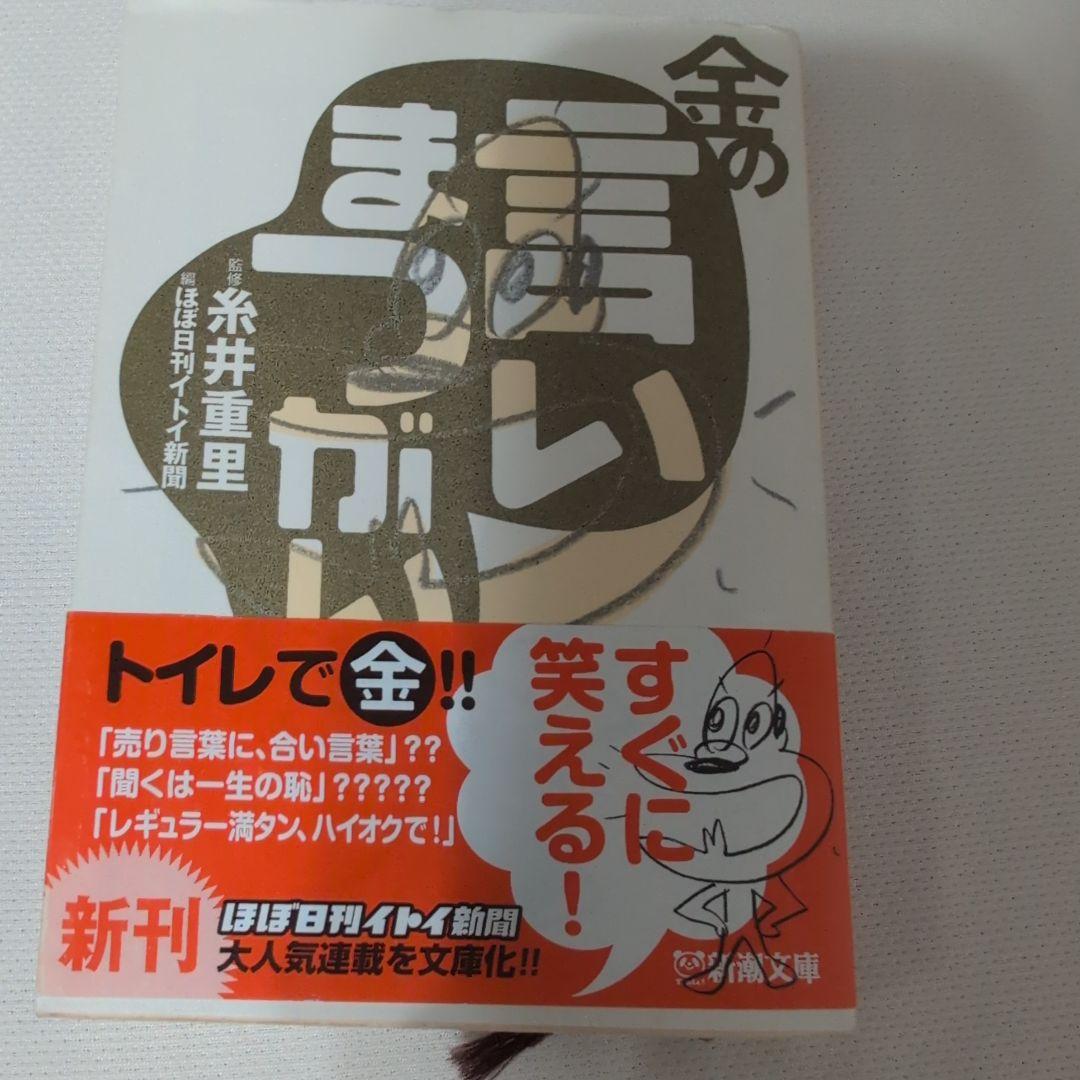 金の
言い
まつがい
監修 糸井重里
編 ほぼ日刊イトイ新聞
トイレで金!!
「売り言葉に、合い言葉」??
「聞くは一生の恥」?????
「レギュラー満タン、ハイオクで!」
すぐに
笑える!
新刊
ほぼ日刊イトイ新聞
大人気連載を文庫化!!
新潮文庫